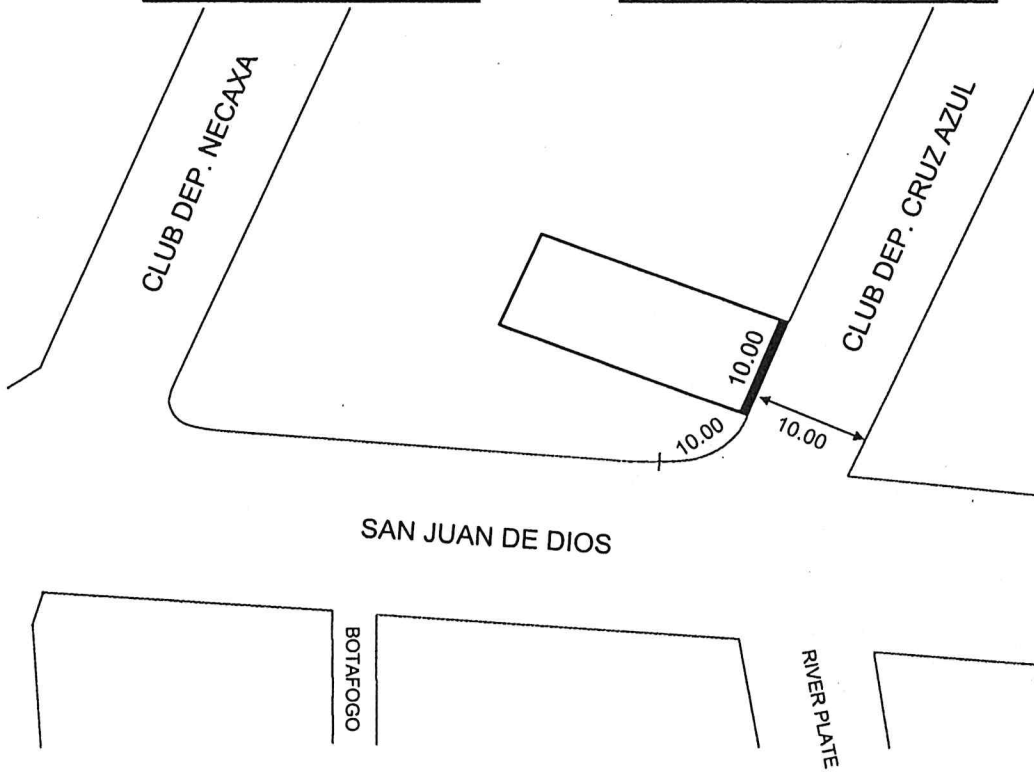 CLUB DEP. NECAXA
CLUB DEP. CRUZ AZUL
10.00
10.00
10.00
SAN JUAN DE DIOS
BOTAFOGO
RIVER PLATE